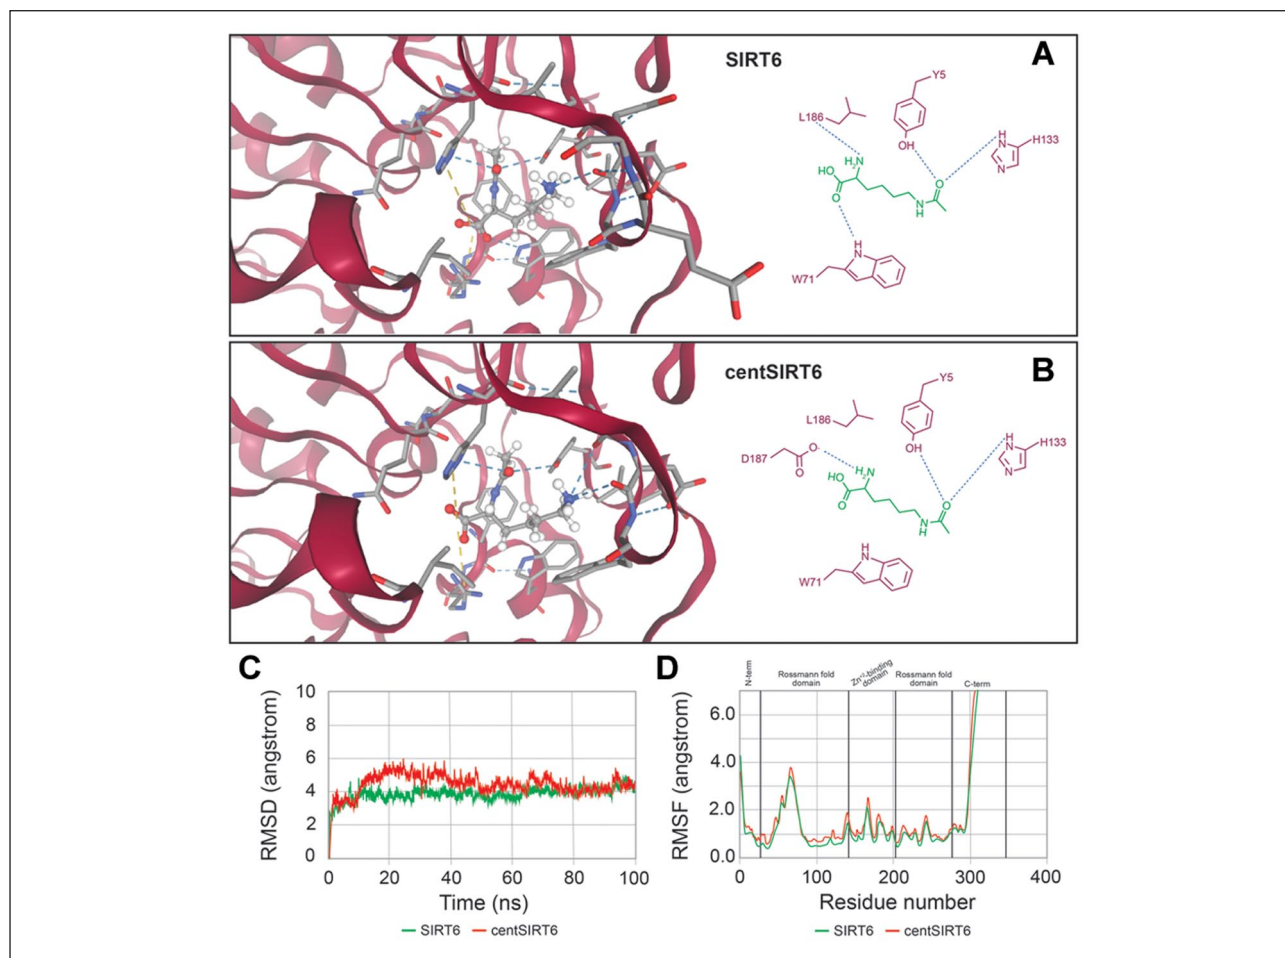 SIRT6
A
L186
Y5
H
H133
N
OH
H₂N
HO
O
O
N
H
H
N
W71
centSIRT6
B
L186
Y5
H
N
H133
N
OH
D187
O-
O
H₂N
HO
O
O
N
H
H
N
W71
C
RMSD (angstrom)
10
8
6
4
2
0
0 20 40 60 80 100
Time (ns)
SIRT6 centSIRT6
D
N-term
Rossmann fold
domain
Zn⁺²-binding
domain
Rossmann fold
domain
C-term
RMSF (angstrom)
6.0
4.0
2.0
0.0
0 100 200 300 400
Residue number
SIRT6 centSIRT6